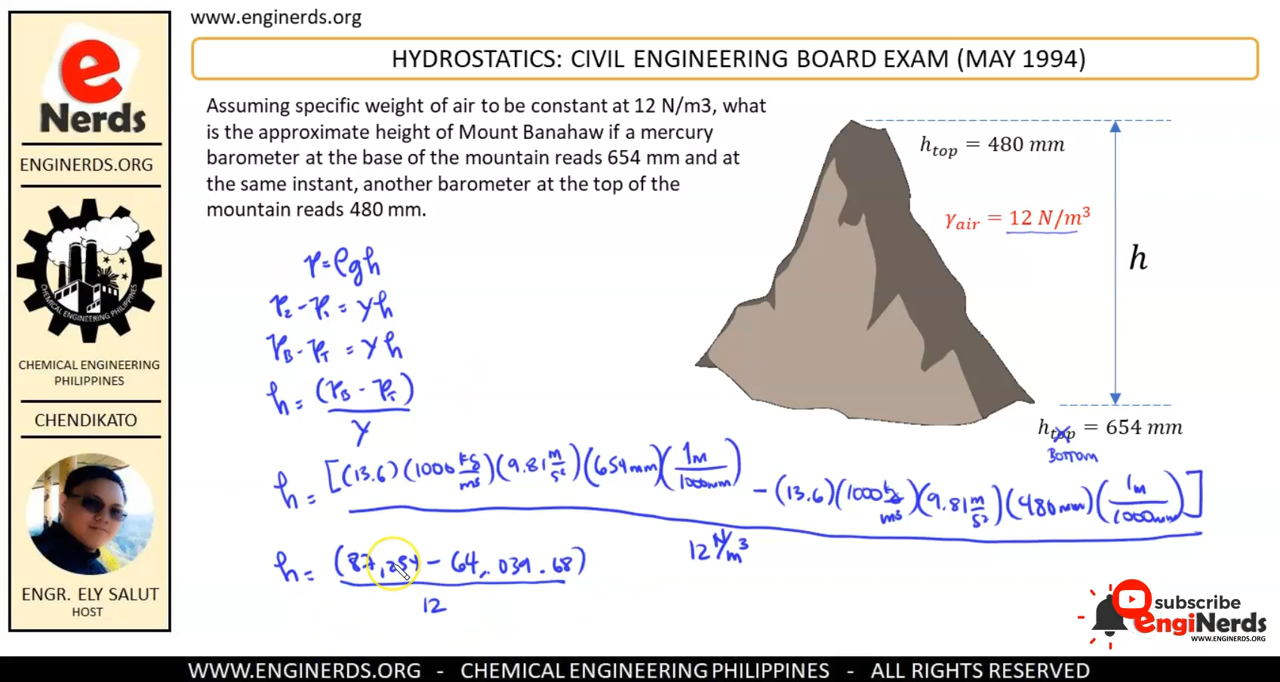 www.enginerds.org
HYDROSTATICS: CIVIL ENGINEERING BOARD EXAM (MAY 1994)
e
Nerds
ENGINERDS.ORG
CHEMICAL ENGINEERING PHILIPPINES
CHEMICAL ENGINEERING
PHILIPPINES
CHENDIKATO
ENGR. ELY SALUT
HOST
Assuming specific weight of air to be constant at 12 N/m3, what
is the approximate height of Mount Banahaw if a mercury
barometer at the base of the mountain reads 654 mm and at
the same instant, another barometer at the top of the
mountain reads 480 mm.
h_top = 480 mm
γ_air = 12 N/m³
h
h_top = 654 mm
Bottom
P = ρgh
P₂ - P₁ = γh
P_B - P_T = γh
h = (P_B - P_T) / γ
h = [(13.6)(1000 kg/m³)(9.81 m/s²)(654mm)(1m/1000mm) - (13.6)(1000 kg/m³)(9.81 m/s²)(480mm)(1m/1000mm)] / 12 N/m³
h = (87,254 - 64,039.68) / 12
subscribe
EngiNerds
WWW.ENGINERDS.ORG
WWW.ENGINERDS.ORG - CHEMICAL ENGINEERING PHILIPPINES - ALL RIGHTS RESERVED